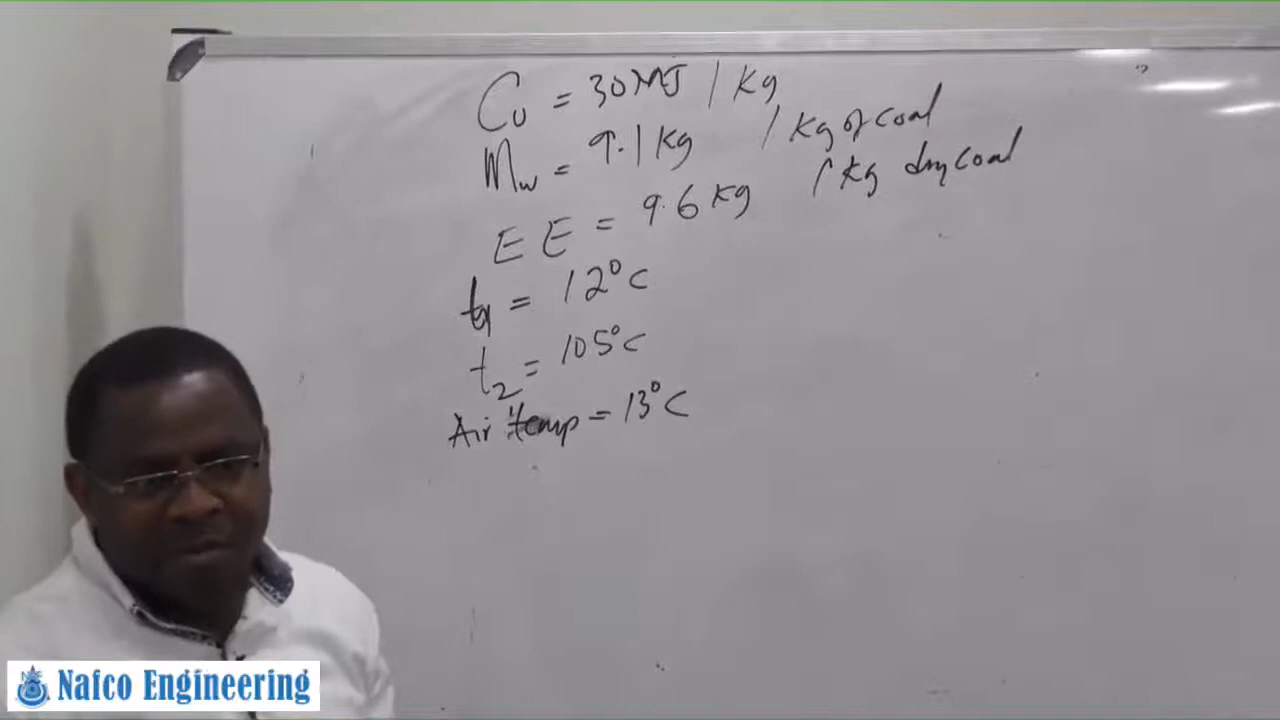 Cv = 30 MJ / Kg
Mw = 9.1 Kg / Kg of coal
EE = 9.6 Kg / Kg dry coal
t1 = 12°C
t2 = 105°C
Air temp = 13°C
Nafco Engineering